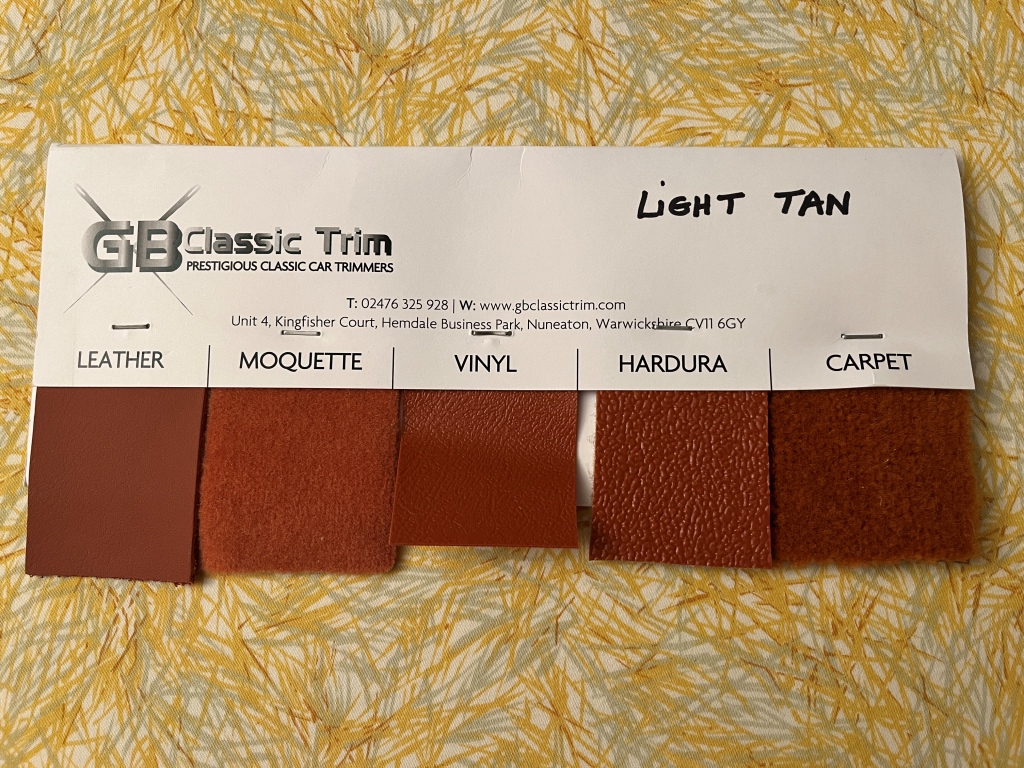 LiGHT TAN
GB Classic Trim
PRESTIGIOUS CLASSIC CAR TRIMMERS
T: 02476 325 928 | W: www.gbclassictrim.com
Unit 4, Kingfisher Court, Hemdale Business Park, Nuneaton, Warwickshire CV11 6GY
LEATHER MOQUETTE VINYL HARDURA CARPET